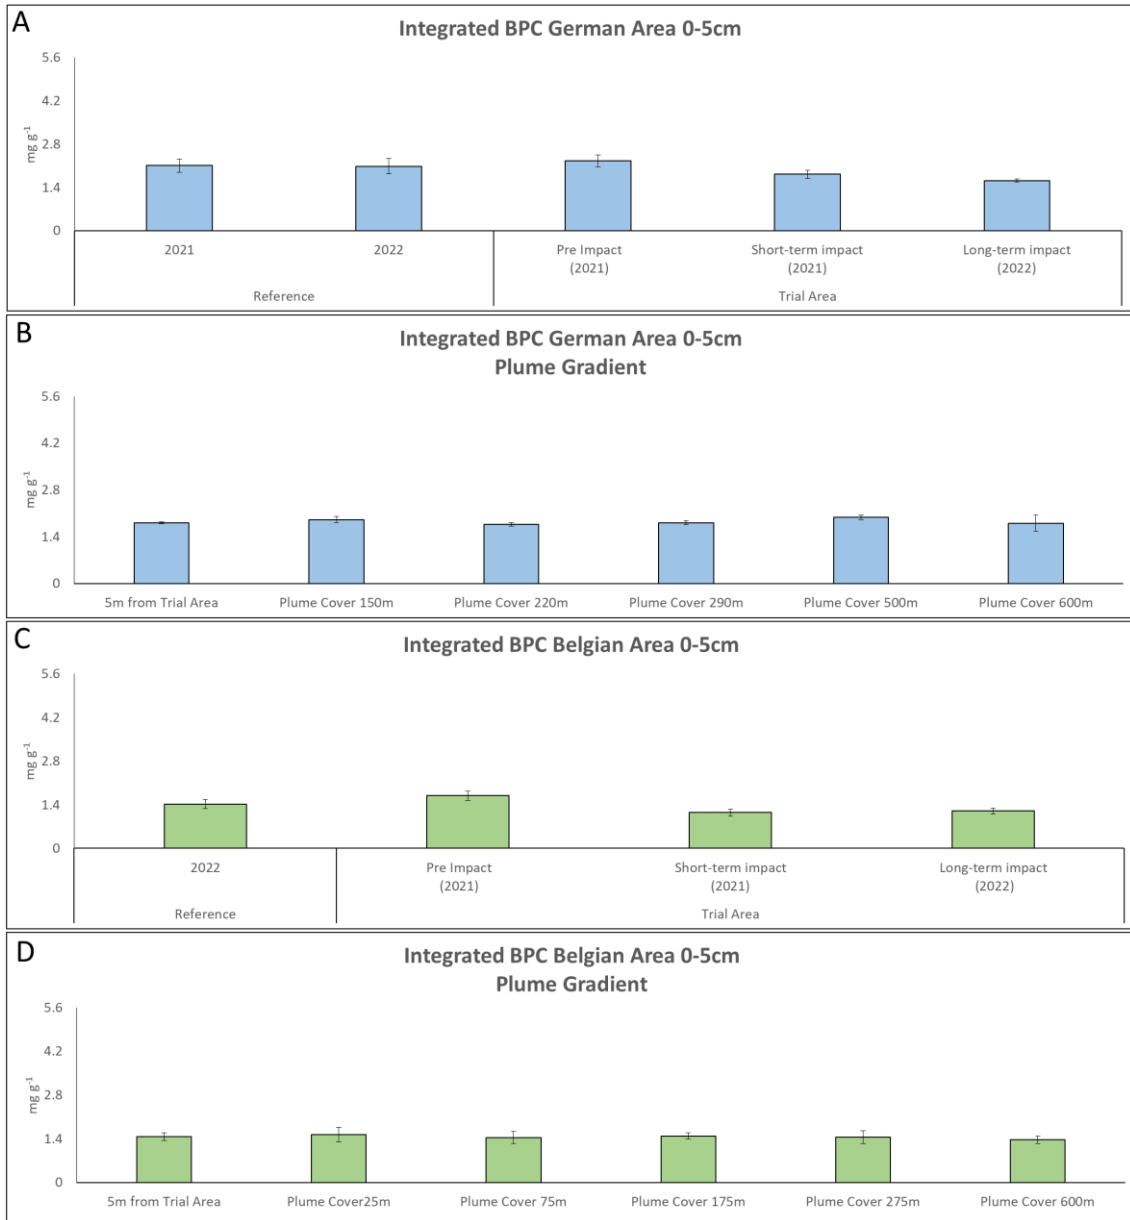 A
Integrated BPC German Area 0-5cm
5.6
4.2
2.8
1.4
0
mg g⁻¹
2021
2022
Pre Impact
(2021)
Short-term impact
(2021)
Long-term impact
(2022)
Reference
Trial Area
B
Integrated BPC German Area 0-5cm
Plume Gradient
5.6
4.2
2.8
1.4
0
mg g⁻¹
5m from Trial Area
Plume Cover 150m
Plume Cover 220m
Plume Cover 290m
Plume Cover 500m
Plume Cover 600m
C
Integrated BPC Belgian Area 0-5cm
5.6
4.2
2.8
1.4
0
mg g⁻¹
2022
Pre Impact
(2021)
Short-term impact
(2021)
Long-term impact
(2022)
Reference
Trial Area
D
Integrated BPC Belgian Area 0-5cm
Plume Gradient
5.6
4.2
2.8
1.4
0
mg g⁻¹
5m from Trial Area
Plume Cover25m
Plume Cover 75m
Plume Cover 175m
Plume Cover 275m
Plume Cover 600m